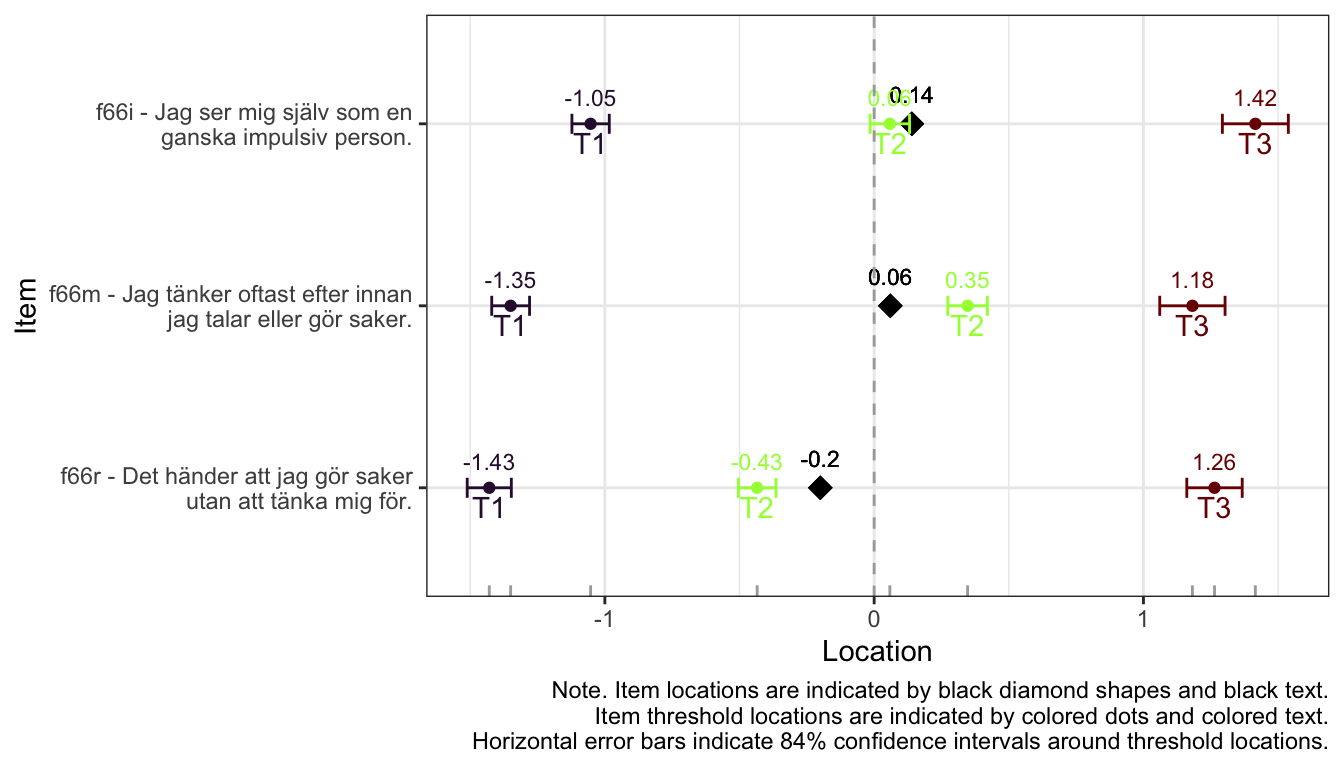 f66i - Jag ser mig själv som en
ganska impulsiv person.
-1.05
T1
0.06
0.14
T2
1.42
T3
Item
f66m - Jag tänker oftast efter innan
jag talar eller gör saker.
-1.35
T1
0.06
0.35
T2
1.18
T3
f66r - Det händer att jag gör saker
utan att tänka mig för.
-1.43
T1
-0.43
T2
-0.2
1.26
T3
-1
0
1
Location
Note. Item locations are indicated by black diamond shapes and black text.
Item threshold locations are indicated by colored dots and colored text.
Horizontal error bars indicate 84% confidence intervals around threshold locations.